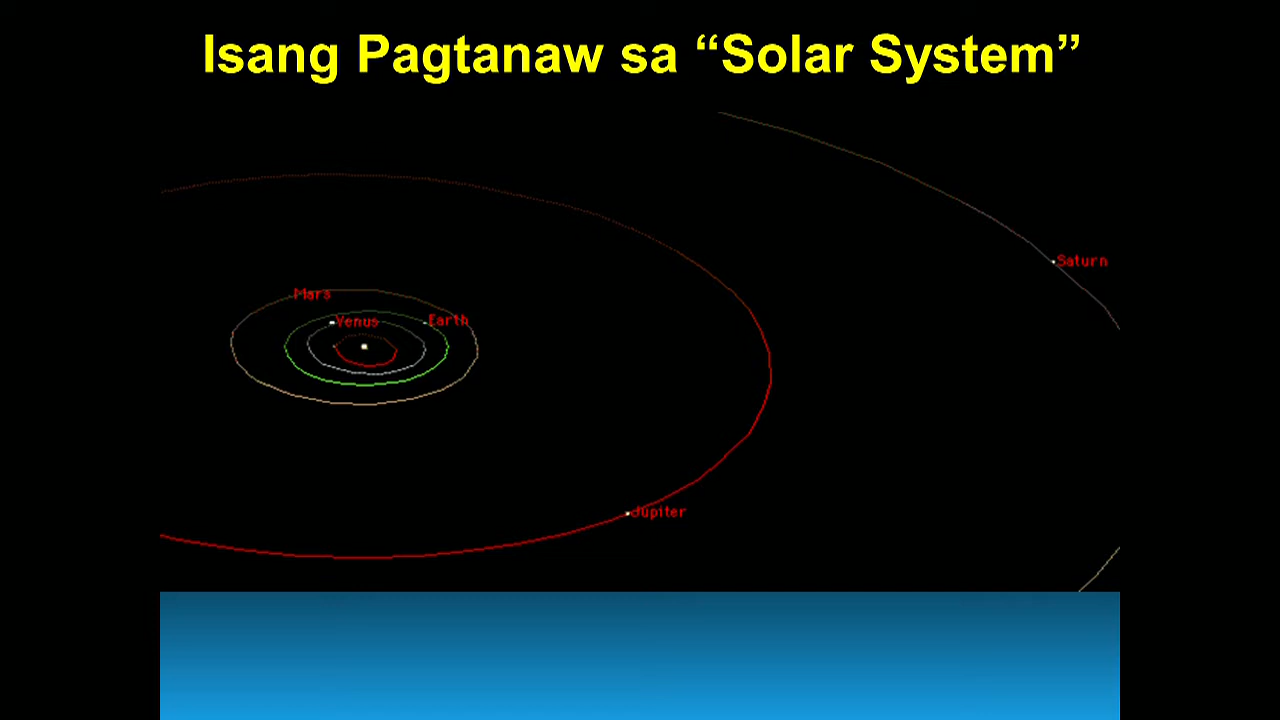 Isang Pagtanaw sa “Solar System”
Saturn
Mars
Venus
Earth
Jupiter